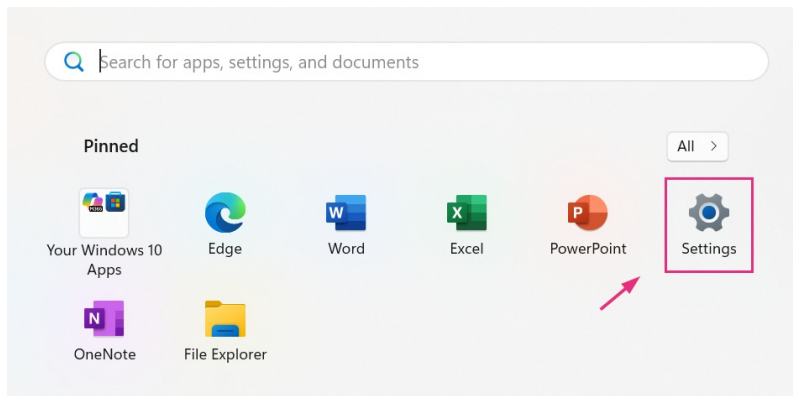 Search for apps, settings, and documents
Pinned
All
Your Windows 10
Apps
Edge
Word
Excel
PowerPoint
Settings
OneNote
File Explorer
W
X
P
N